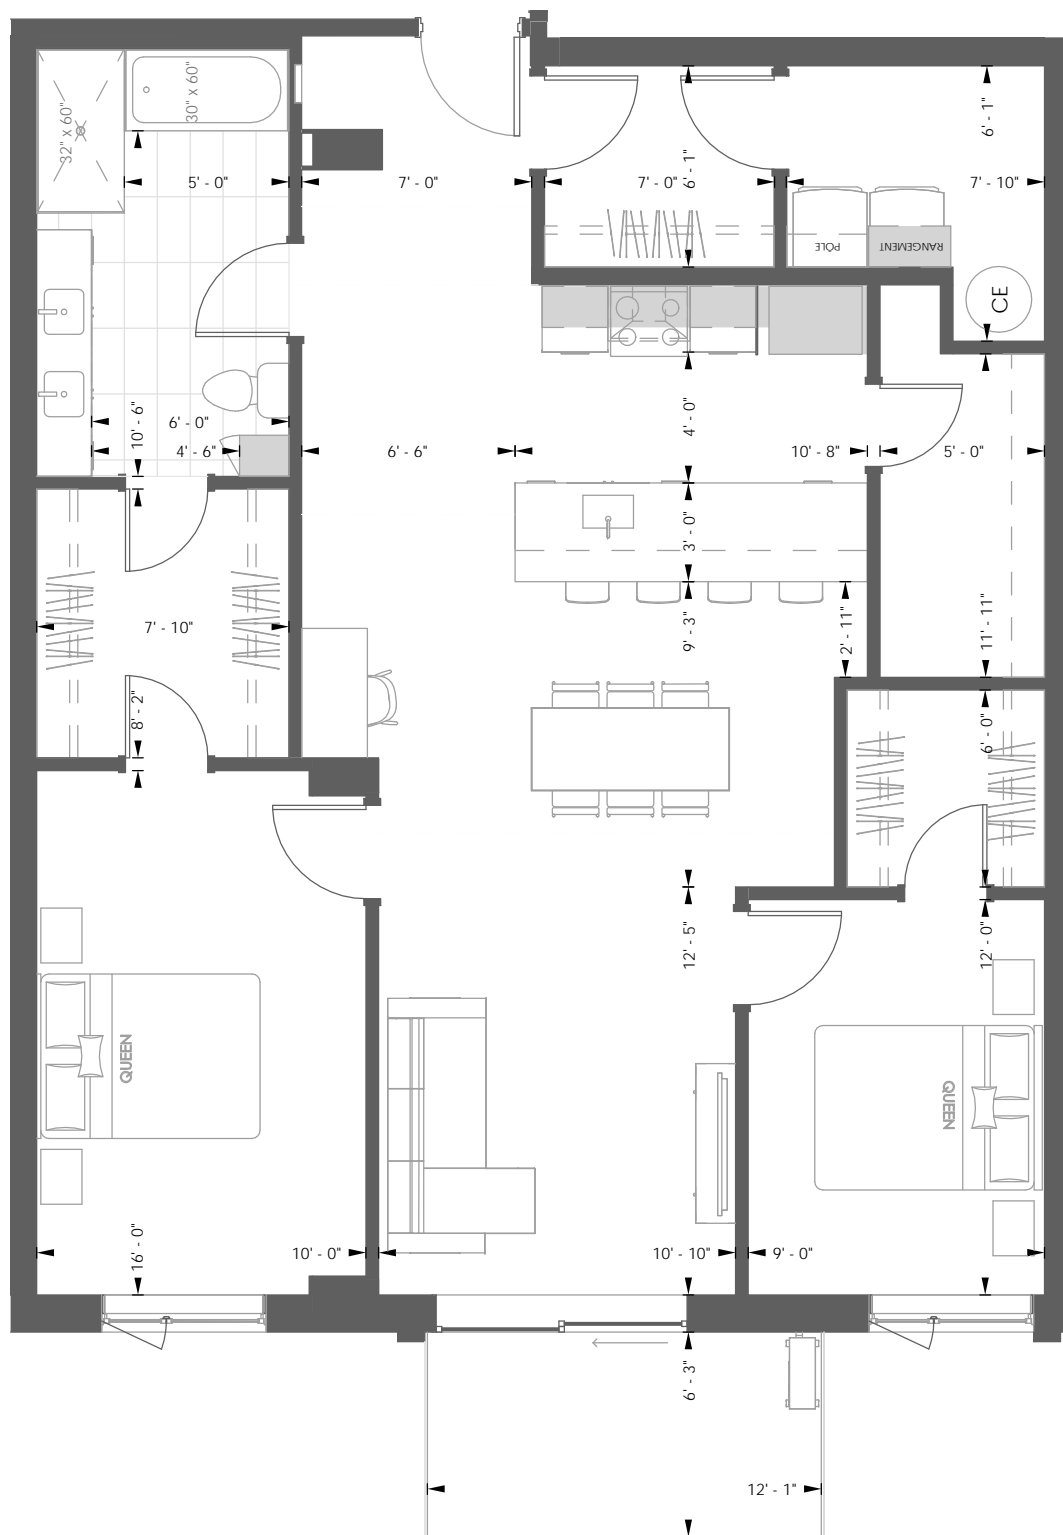 30" x 60"
32" x 60"
6' - 1"
6' - 1"
5' - 0"
7' - 0"
7' - 0"
7' - 10"
PÔLE
RANGEMENT
CE
10' - 6"
6' - 0"
4' - 0"
4' - 6"
6' - 6"
10' - 8"
5' - 0"
3' - 0"
7' - 10"
9' - 3"
2' - 11"
11' - 11"
8' - 2"
6' - 0"
12' - 5"
12' - 0"
QUEEN
QUEEN
16' - 0"
10' - 0"
10' - 10"
9' - 0"
6' - 3"
12' - 1"